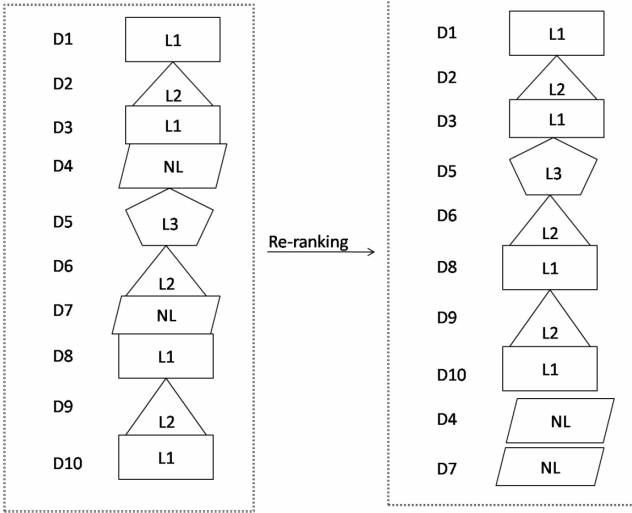 D1 L1
D2 L2
D3 L1
D4 NL
D5 L3
D6 L2
D7 NL
D8 L1
D9 L2
D10 L1
Re-ranking
D1 L1
D2 L2
D3 L1
D5 L3
D6 L2
D8 L1
D9 L2
D10 L1
D4 NL
D7 NL